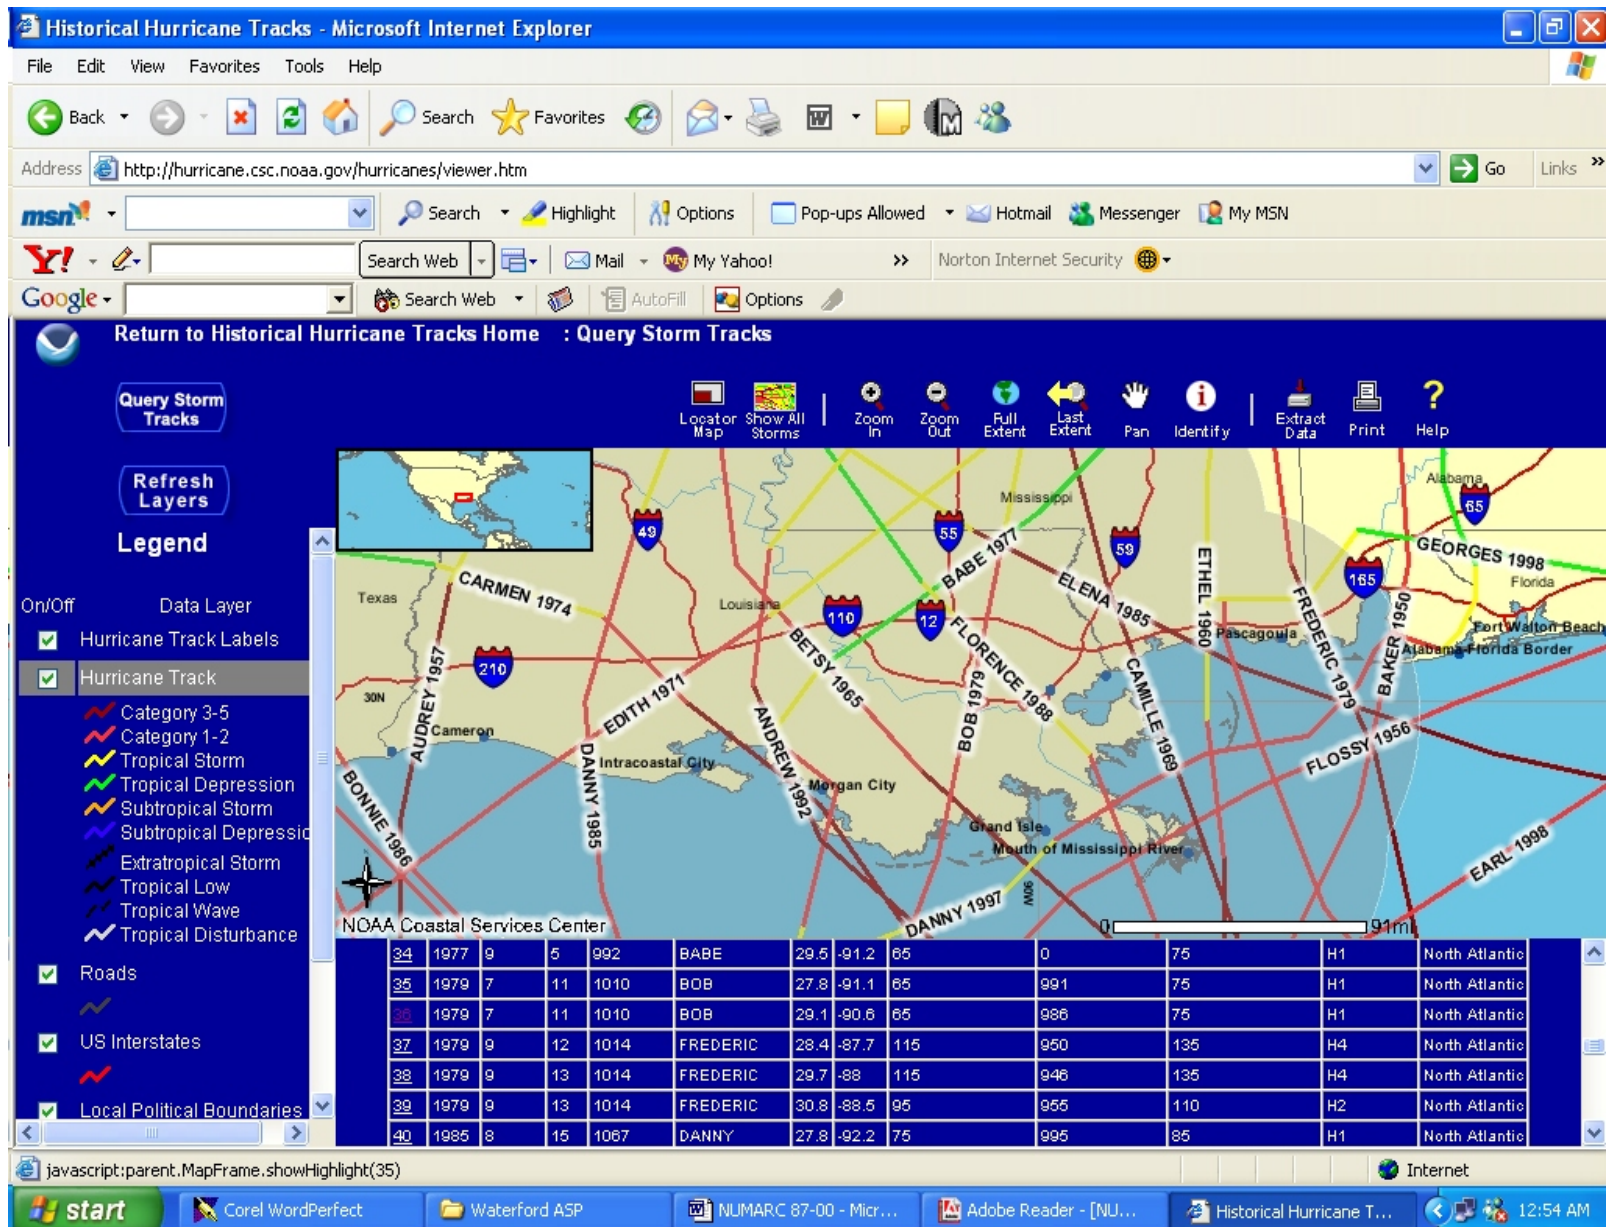 Historical Hurricane Tracks - Microsoft Internet Explorer
File Edit View Favorites Tools Help
Back Search Favorites
Address http://hurricane.csc.noaa.gov/hurricanes/viewer.htm Go Links »
msn Search Highlight Options Pop-ups Allowed Hotmail Messenger My MSN
Y! Search Web Mail My My Yahoo! » Norton Internet Security
Google Search Web AutoFill Options
Return to Historical Hurricane Tracks Home : Query Storm Tracks
Query Storm
Tracks
Locator
Map
Show All
Storms
Zoom
In
Zoom
Out
Full
Extent
Last
Extent
Pan
Identify
Extract
Data
Print
Help
Refresh
Layers
Legend
On/Off Data Layer
Hurricane Track Labels
Hurricane Track
Category 3-5
Category 1-2
Tropical Storm
Tropical Depression
Subtropical Storm
Subtropical Depressio
Extratropical Storm
Tropical Low
Tropical Wave
Tropical Disturbance
Roads
US Interstates
Local Political Boundaries
Mississippi
Alabama
65
49
55
59
BABE 1977
GEORGES 1998
165
Florida
CARMEN 1974
Texas
Louisiana
110
12
ELENA 1985
ETHEL 1960
FREDERIC 1979
BAKER 1950
Pascagoula
Fort Walton Beach
Alabama-Florida Border
210
AUDREY 1957
30N
EDITH 1971
BETSY 1965
FLORENCE 1988
BOB 1979
CAMILLE 1969
FLOSSY 1956
Cameron
Intracoastal City
ANDREW 1992
DANNY 1985
BONNIE 1986
Morgan City
Grand Isle
Mouth of Mississippi River
EARL 1998
DANNY 1997
90W
NOAA Coastal Services Center
0 91mi
34 1977 9 5 992 BABE 29.5 -91.2 65 0 75 H1 North Atlantic
35 1979 7 11 1010 BOB 27.8 -91.1 65 991 75 H1 North Atlantic
36 1979 7 11 1010 BOB 29.1 -90.6 65 986 75 H1 North Atlantic
37 1979 9 12 1014 FREDERIC 28.4 -87.7 115 950 135 H4 North Atlantic
38 1979 9 13 1014 FREDERIC 29.7 -88 115 946 135 H4 North Atlantic
39 1979 9 13 1014 FREDERIC 30.8 -88.5 95 955 110 H2 North Atlantic
40 1985 8 15 1067 DANNY 27.8 -92.2 75 995 85 H1 North Atlantic
javascript:parent.MapFrame.showHighlight(35) Internet
start Corel WordPerfect Waterford ASP NUMARC 87-00 - Micr... Adobe Reader - [NU... Historical Hurricane T... 12:54 AM